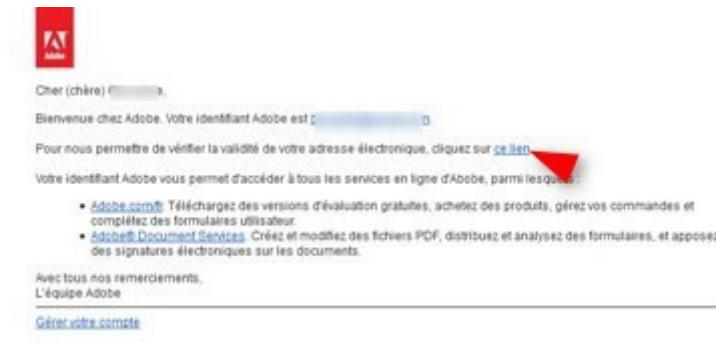 Adobe
Cher (chère)
Bienvenue chez Adobe. Votre identifiant Adobe est
Pour nous permettre de vérifier la validité de votre adresse électronique, cliquez sur ce lien
Votre identifiant Adobe vous permet d'accéder à tous les services en ligne d'Abobe, parmi
• Adobe.com/fr. Téléchargez des versions d'évaluation gratuites, achetez des produits, gérez vos commandes et
complétez des formulaires utilisateur.
• Adobe® Document Services. Créez et modifiez des fichiers PDF, distribuez et analysez des formulaires, et apposez
des signatures électroniques sur les documents.
Avec tous nos remerciements,
L'équipe Adobe
Gérer votre compte